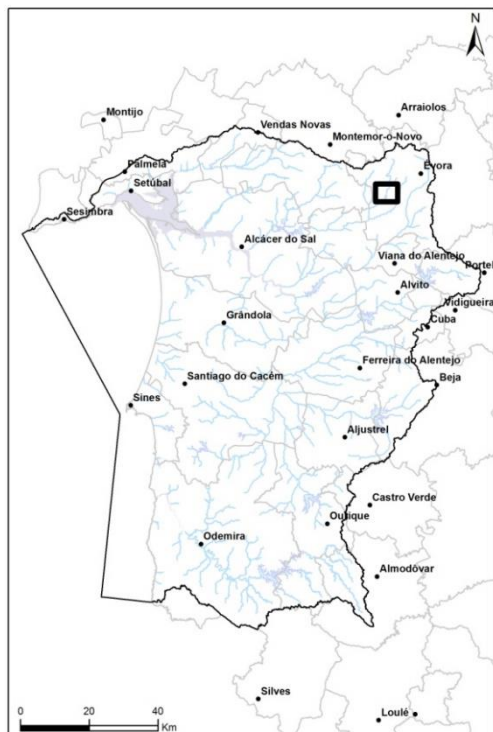 N
Arraiolos
Montijo
Vendas Novas
Montemor-o-Novo
Palmela
Évora
Setúbal
Sesimbra
Alcácer do Sal
Viana do Alentejo
Portel
Alvito
Vidigueira
Grândola
Cuba
Ferreira do Alentejo
Santiago do Cacém
Beja
Sines
Aljustrel
Castro Verde
Ourique
Odemira
Almodôvar
Silves
Loulé
0 20 40
Km